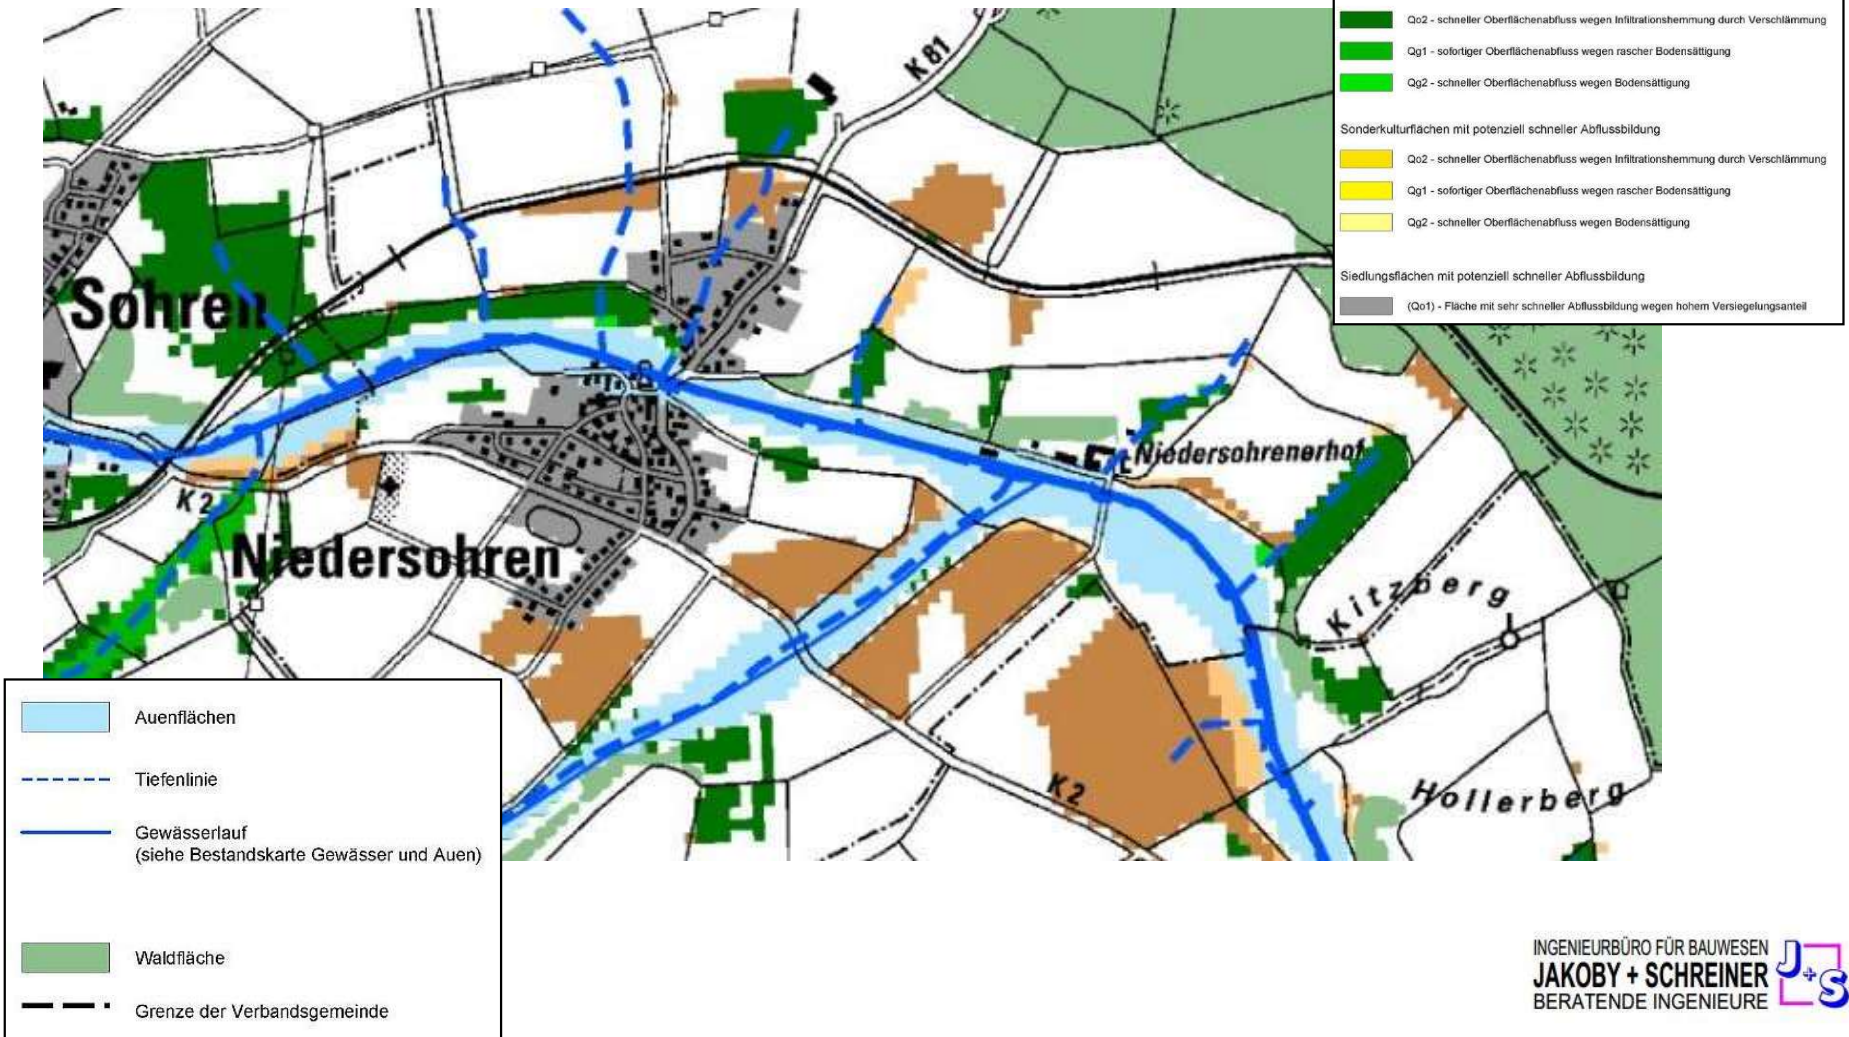 Qo2 - schneller Oberflächenabfluss wegen Infiltrationshemmung durch Verschlämmung
Qg1 - sofortiger Oberflächenabfluss wegen rascher Bodensättigung
Qg2 - schneller Oberflächenabfluss wegen Bodensättigung
Sonderkulturflächen mit potenziell schneller Abflussbildung
Qo2 - schneller Oberflächenabfluss wegen Infiltrationshemmung durch Verschlämmung
Qg1 - sofortiger Oberflächenabfluss wegen rascher Bodensättigung
Qg2 - schneller Oberflächenabfluss wegen Bodensättigung
Siedlungsflächen mit potenziell schneller Abflussbildung
(Qo1) - Fläche mit sehr schneller Abflussbildung wegen hohem Versiegelungsanteil
K 81
Sohren
Niedersohrenerhof
K 2
Niedersohren
Kitzberg
K 2
Hollerberg
Auenflächen
Tiefenlinie
Gewässerlauf
(siehe Bestandskarte Gewässer und Auen)
Waldfläche
Grenze der Verbandsgemeinde
INGENIEURBÜRO FÜR BAUWESEN
JAKOBY + SCHREINER
BERATENDE INGENIEURE
J+S